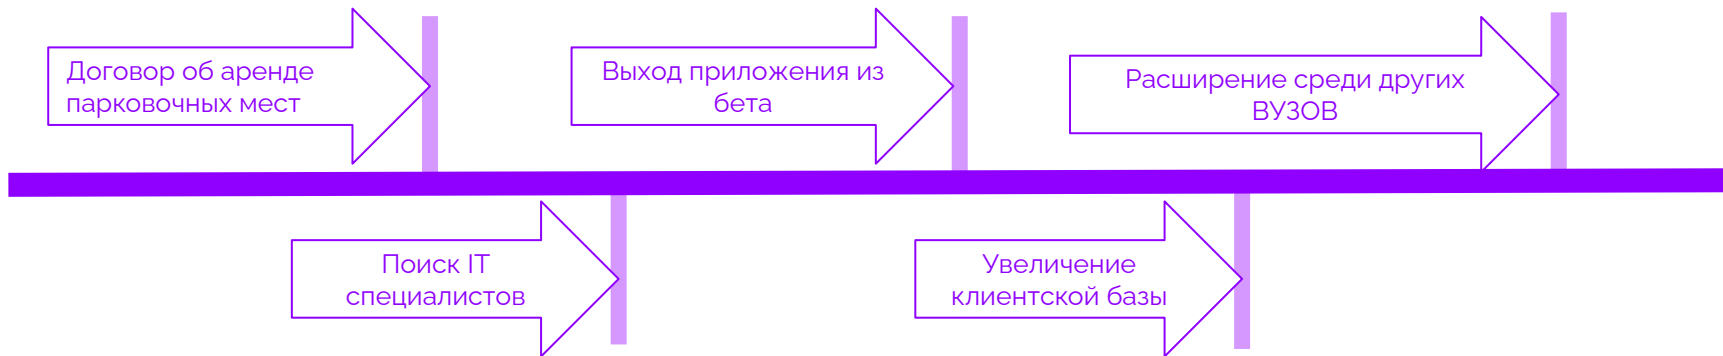 Договор об аренде
парковочных мест
Выход приложения из
бета
Расширение среди других
ВУЗОВ
Поиск IT
специалистов
Увеличение
клиентской базы